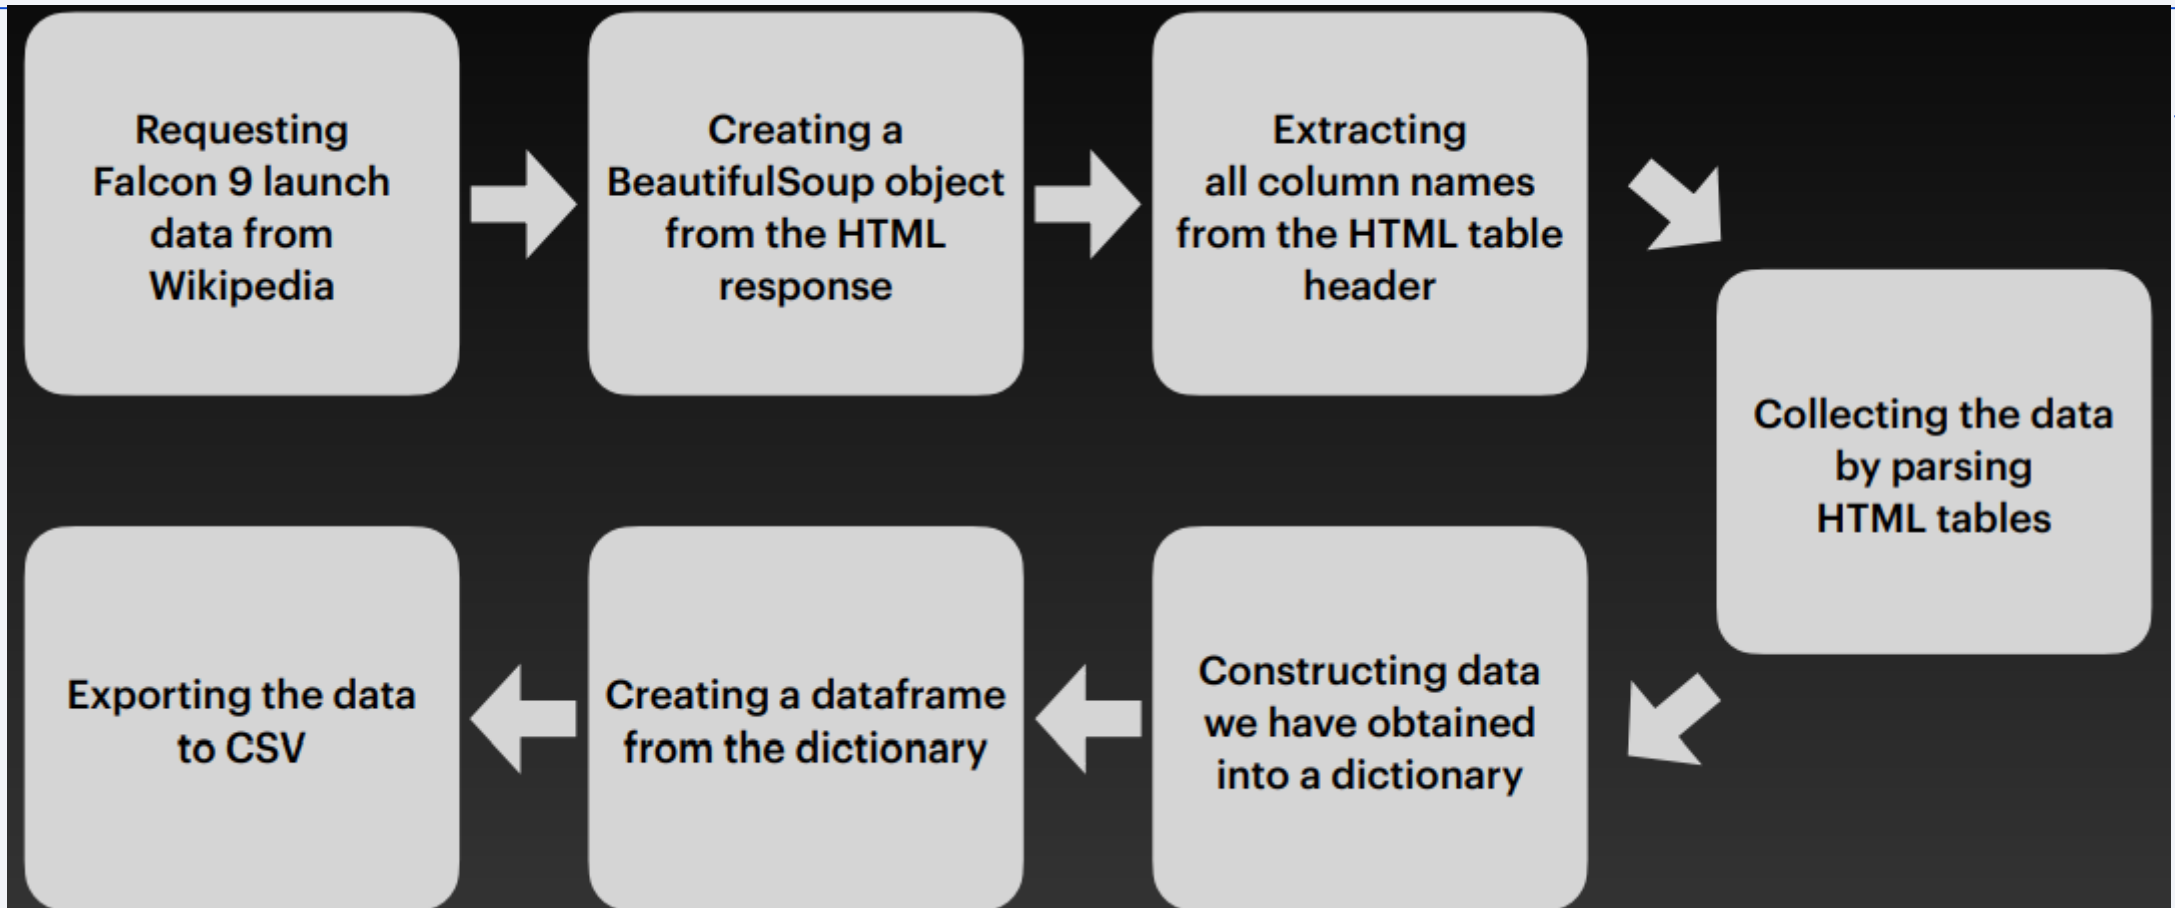 Requesting
Falcon 9 launch
data from
Wikipedia
Creating a
BeautifulSoup object
from the HTML
response
Extracting
all column names
from the HTML table
header
Collecting the data
by parsing
HTML tables
Constructing data
we have obtained
into a dictionary
Creating a dataframe
from the dictionary
Exporting the data
to CSV